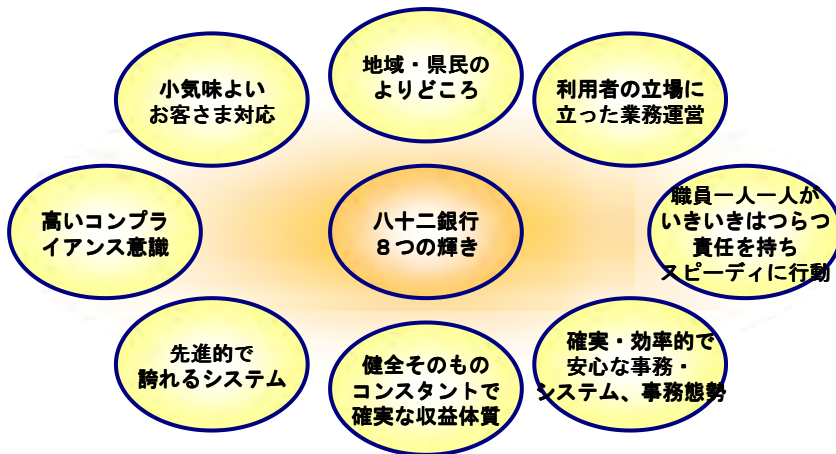 地域・県民の
よりどころ
小気味よい
お客さま対応
利用者の立場に
立った業務運営
高いコンプラ
イアンス意識
八十二銀行
８つの輝き
職員一人一人が
いきいきはつらつ
責任を持ち
スピーディに行動
先進的で
誇れるシステム
健全そのもの
コンスタントで
確実な収益体質
確実・効率的で
安心な事務・
システム、事務態勢